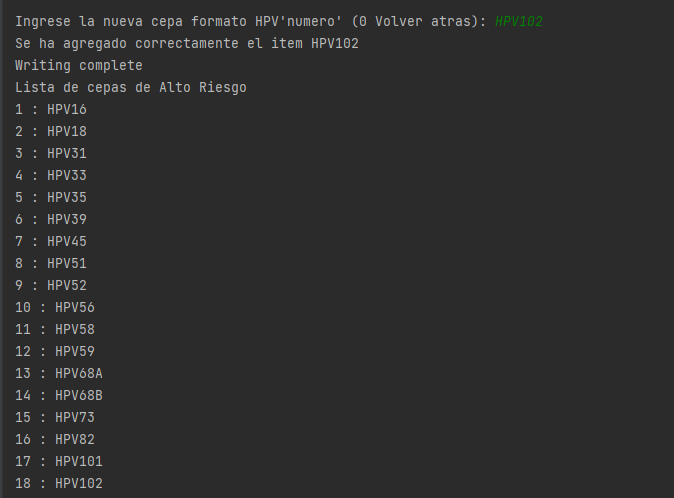 Ingrese la nueva cepa formato HPV'numero' (0 Volver atras): HPV102
Se ha agregado correctamente el item HPV102
Writing complete
Lista de cepas de Alto Riesgo
1 : HPV16
2 : HPV18
3 : HPV31
4 : HPV33
5 : HPV35
6 : HPV39
7 : HPV45
8 : HPV51
9 : HPV52
10 : HPV56
11 : HPV58
12 : HPV59
13 : HPV68A
14 : HPV68B
15 : HPV73
16 : HPV82
17 : HPV101
18 : HPV102